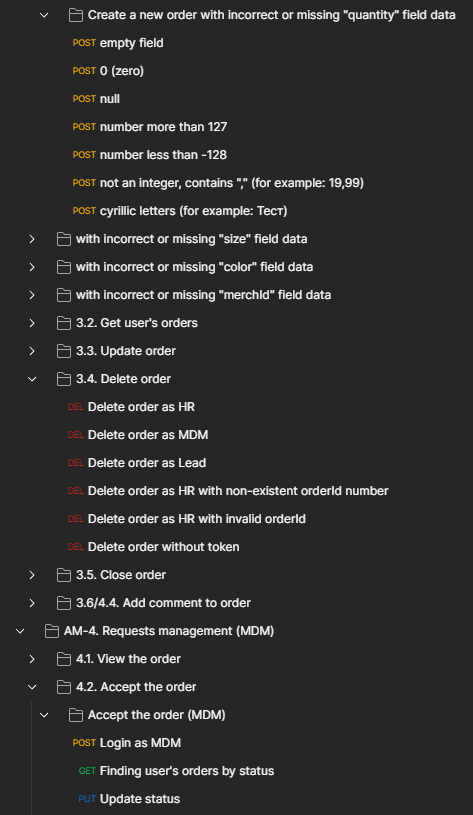 Create a new order with incorrect or missing "quantity" field data
POST empty field
POST 0 (zero)
POST null
POST number more than 127
POST number less than -128
POST not an integer, contains "," (for example: 19,99)
POST cyrillic letters (for example: Тест)
with incorrect or missing "size" field data
with incorrect or missing "color" field data
with incorrect or missing "merchId" field data
3.2. Get user's orders
3.3. Update order
3.4. Delete order
DEL Delete order as HR
DEL Delete order as MDM
DEL Delete order as Lead
DEL Delete order as HR with non-existent orderId number
DEL Delete order as HR with invalid orderId
DEL Delete order without token
3.5. Close order
3.6/4.4. Add comment to order
AM-4. Requests management (MDM)
4.1. View the order
4.2. Accept the order
Accept the order (MDM)
POST Login as MDM
GET Finding user's orders by status
PUT Update status